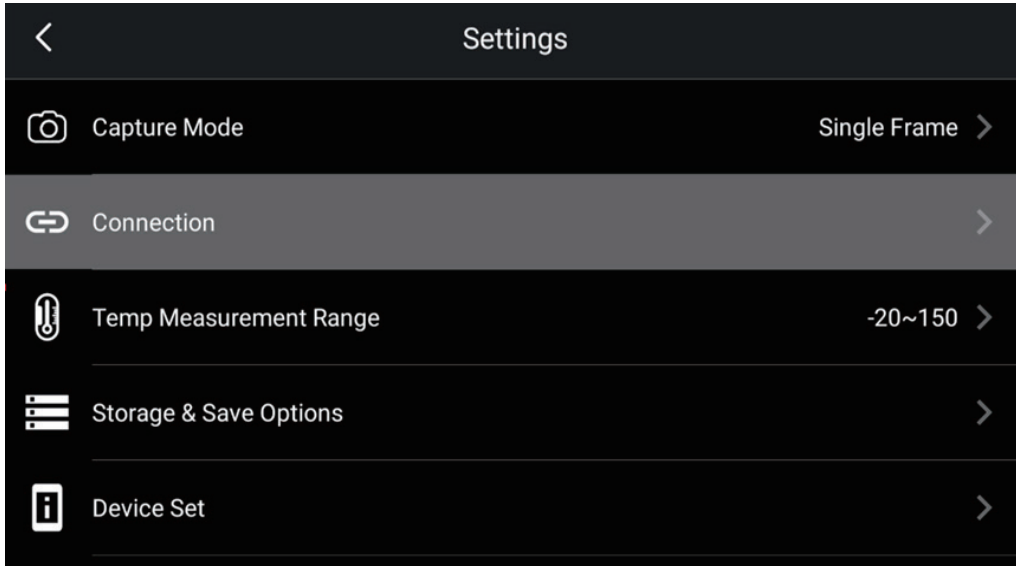 Settings
Capture Mode Single Frame
Connection
Temp Measurement Range -20~150
Storage & Save Options
Device Set